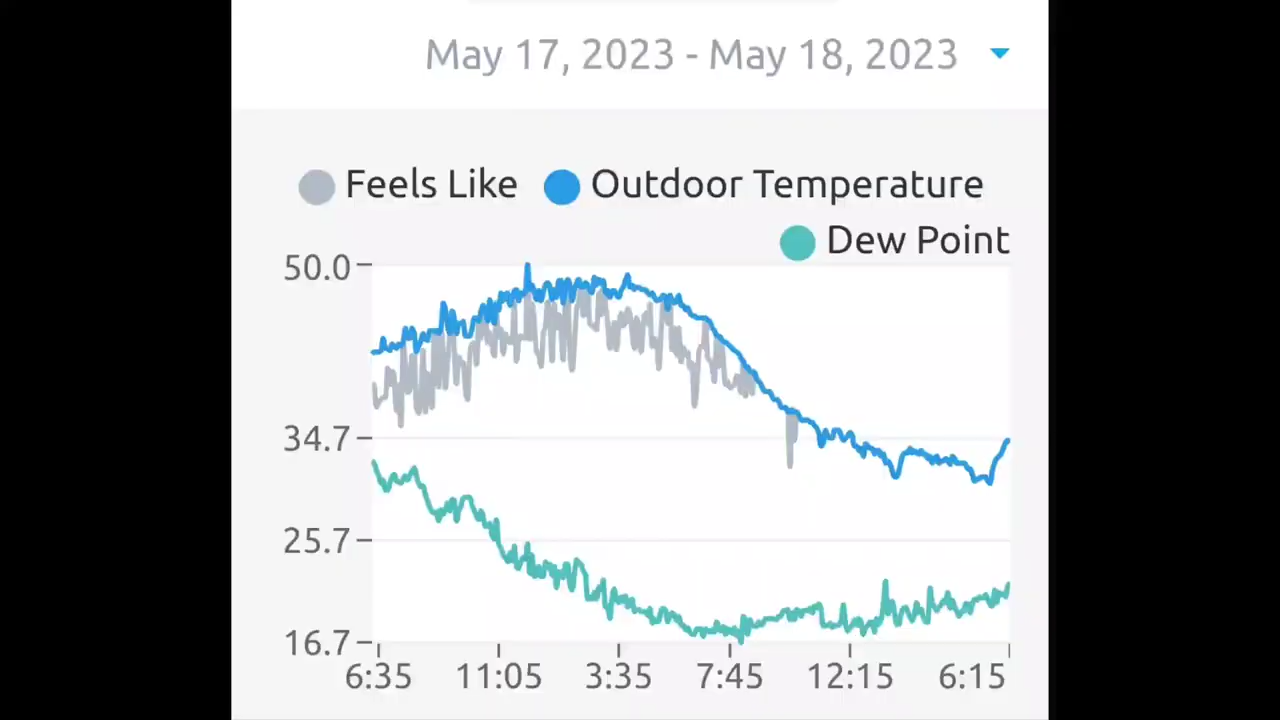 May 17, 2023 - May 18, 2023
Feels Like Outdoor Temperature
Dew Point
50.0
34.7
25.7
16.7
6:35 11:05 3:35 7:45 12:15 6:15